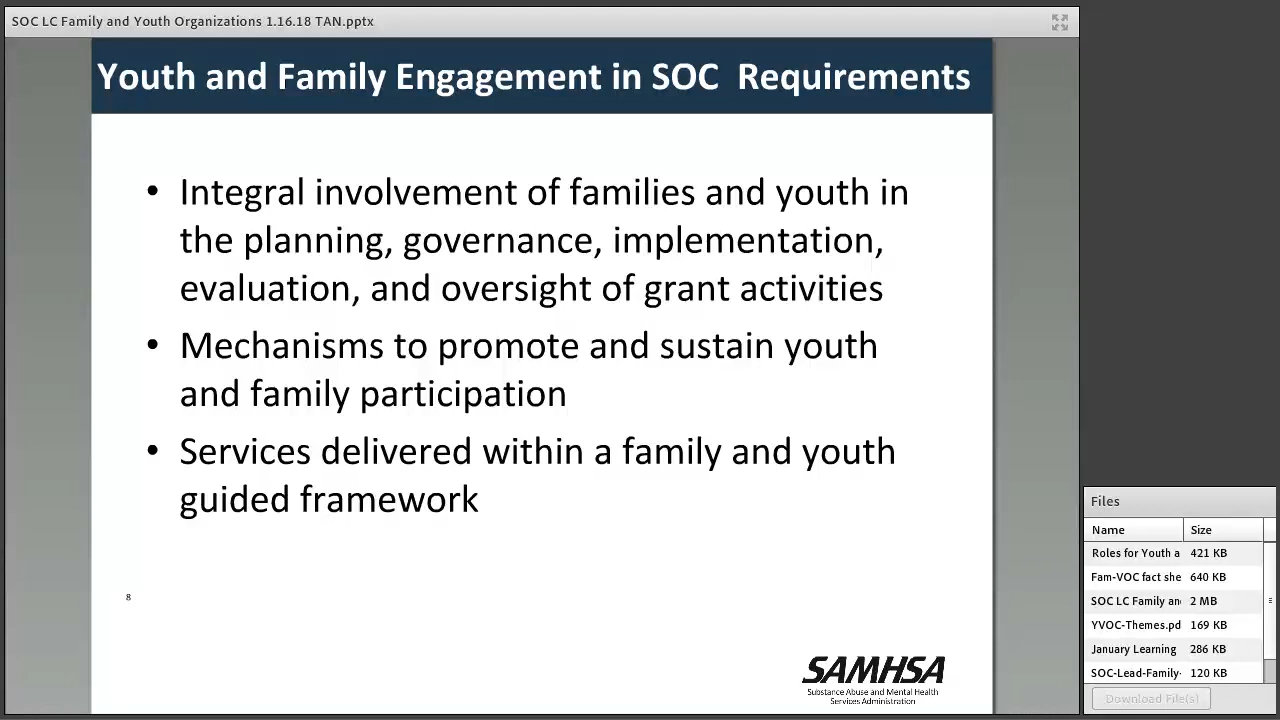 SOC LC Family and Youth Organizations 1.16.18 TAN.pptx
Youth and Family Engagement in SOC  Requirements
• Integral involvement of families and youth in
the planning, governance, implementation,
evaluation, and oversight of grant activities
• Mechanisms to promote and sustain youth
and family participation
• Services delivered within a family and youth
guided framework
8
SAMHSA
Substance Abuse and Mental Health
Services Administration
Files
Name Size
Roles for Youth a 421 KB
Fam-VOC fact she 640 KB
SOC LC Family an 2 MB
YVOC-Themes.pd 169 KB
January Learning 286 KB
SOC-Lead-Family- 120 KB
Download File(s)